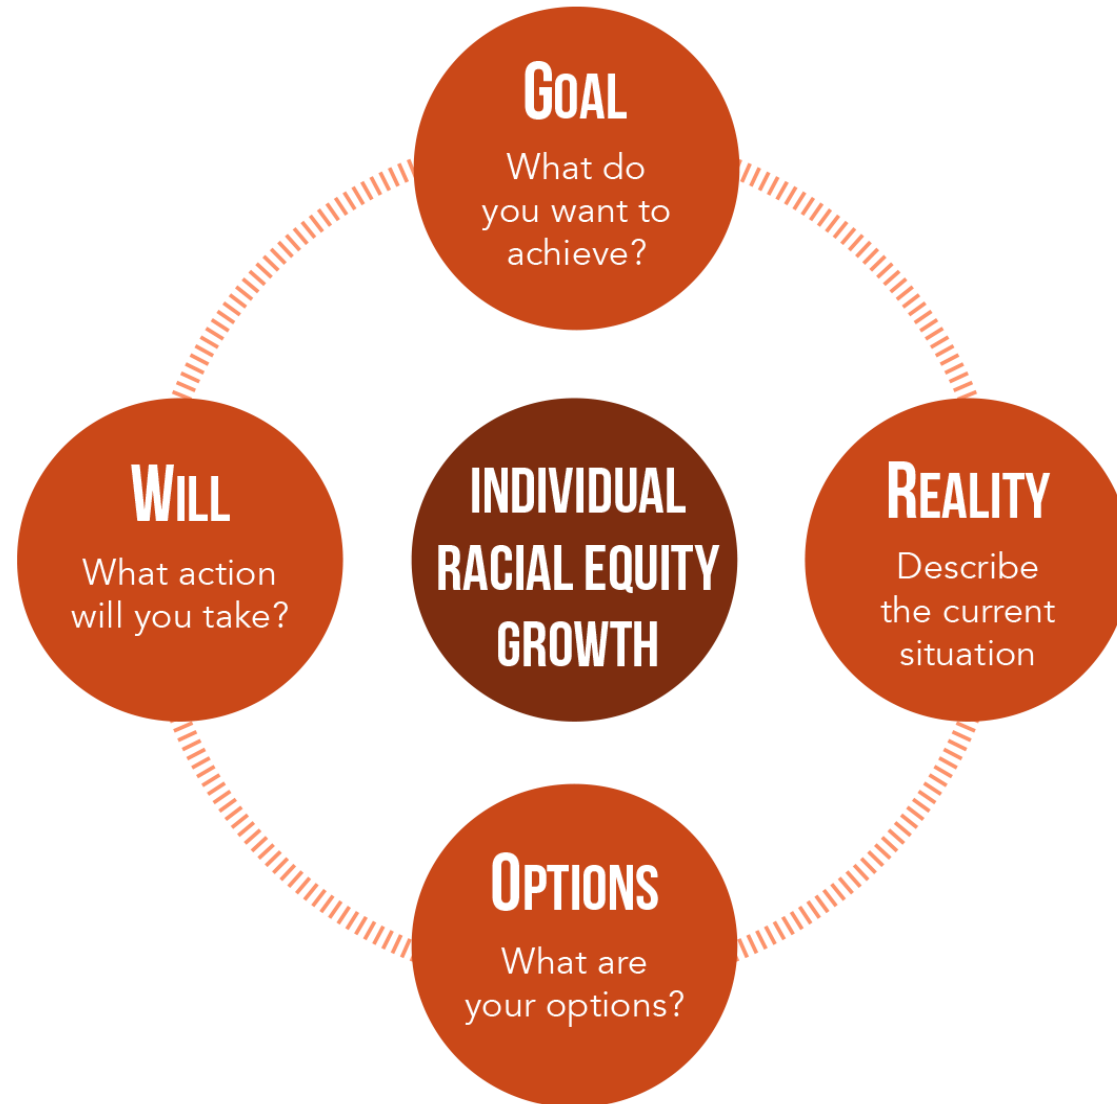 GOAL
What do
you want to
achieve?
REALITY
Describe
the current
situation
OPTIONS
What are
your options?
WILL
What action
will you take?
INDIVIDUAL
RACIAL EQUITY
GROWTH